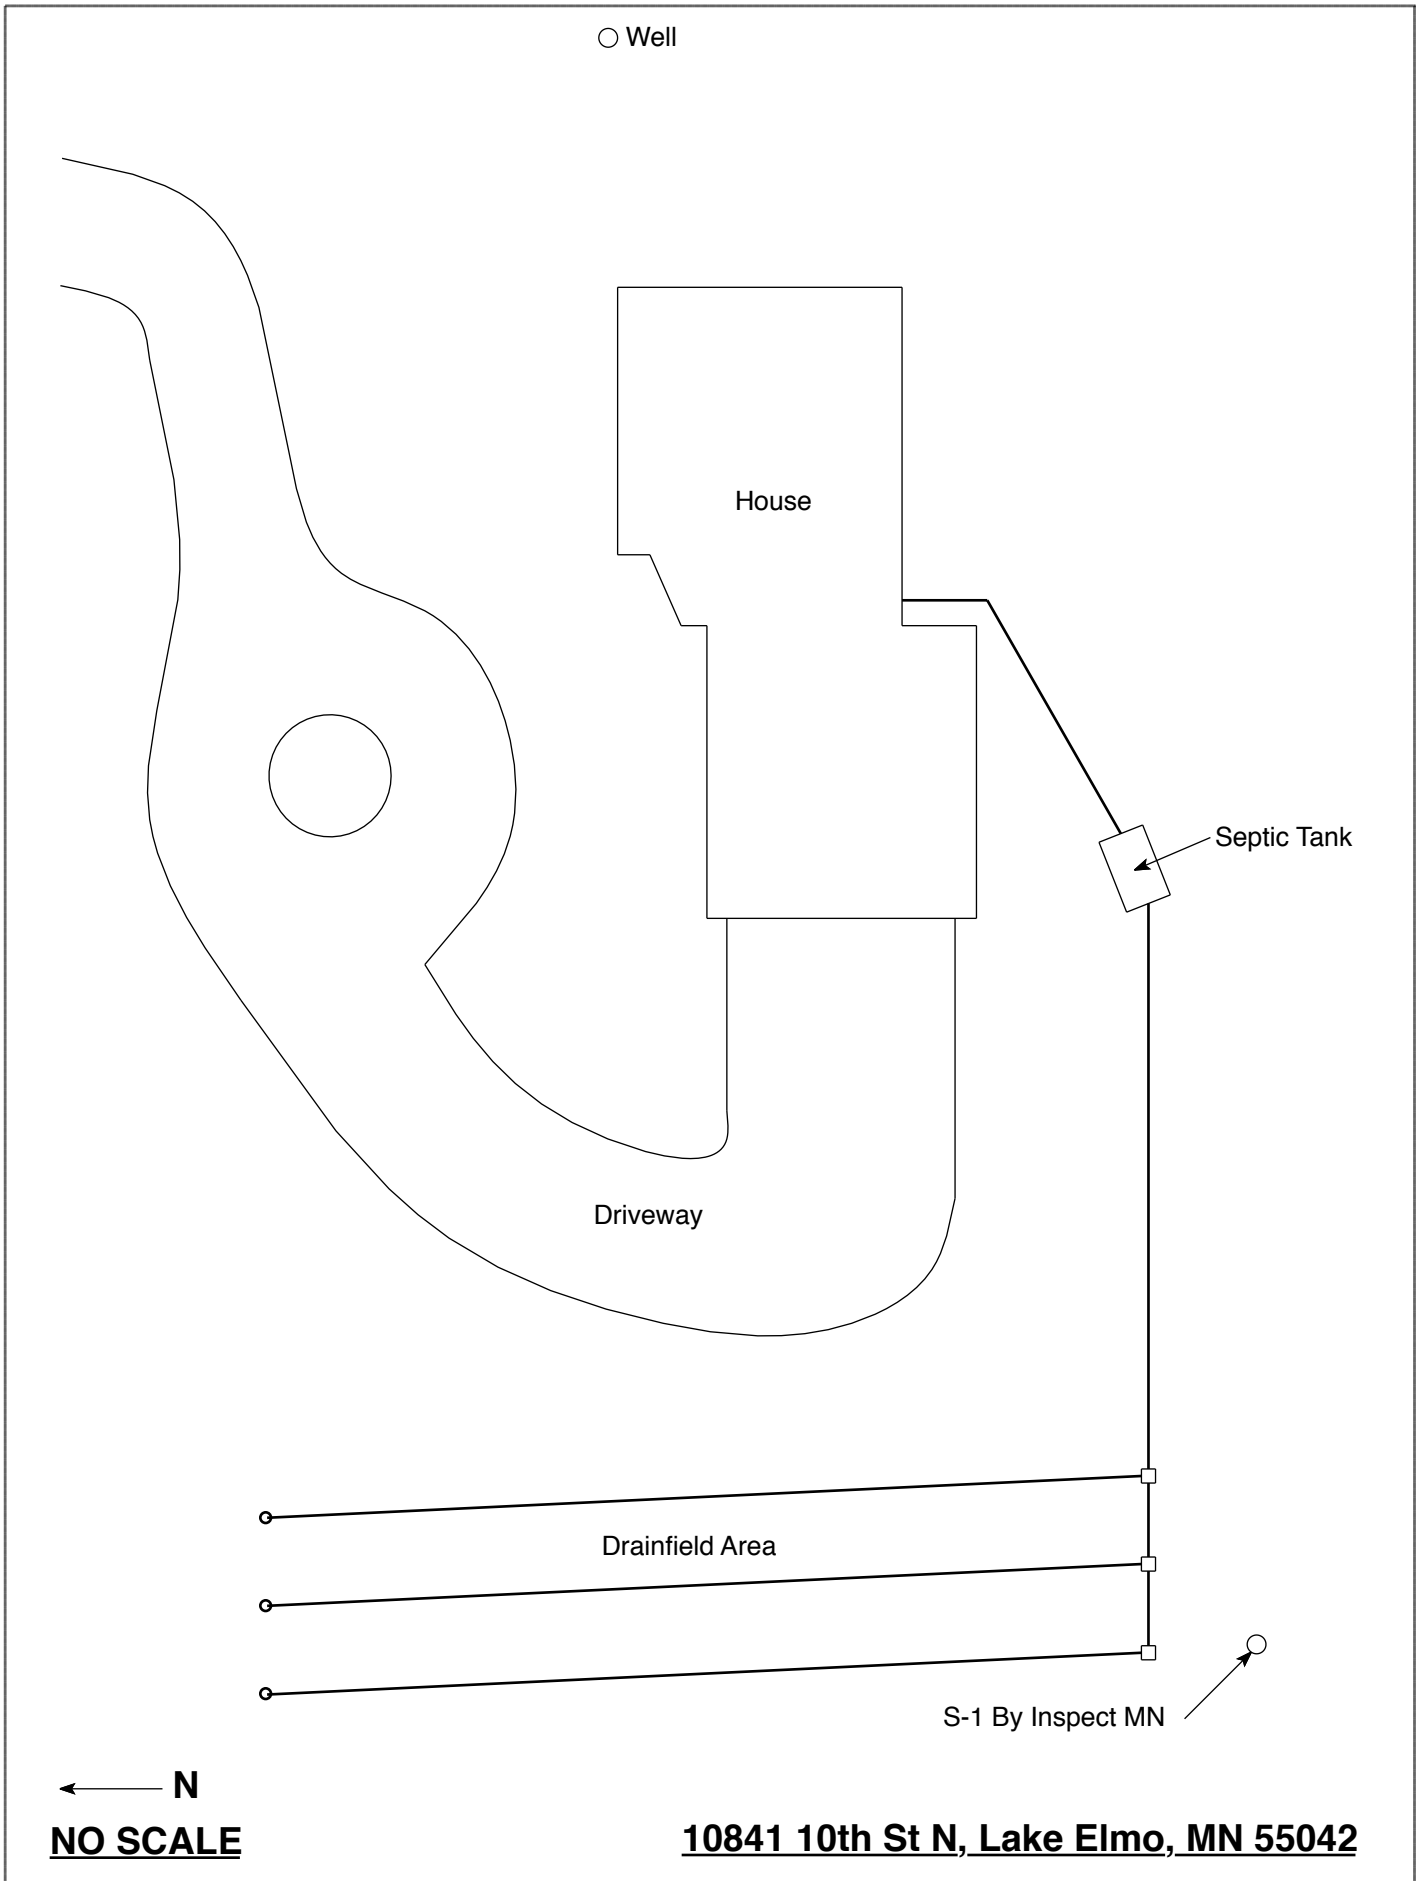 Well
House
Septic Tank
Driveway
Drainfield Area
S-1 By Inspect MN
N
NO SCALE
10841 10th St N, Lake Elmo, MN 55042